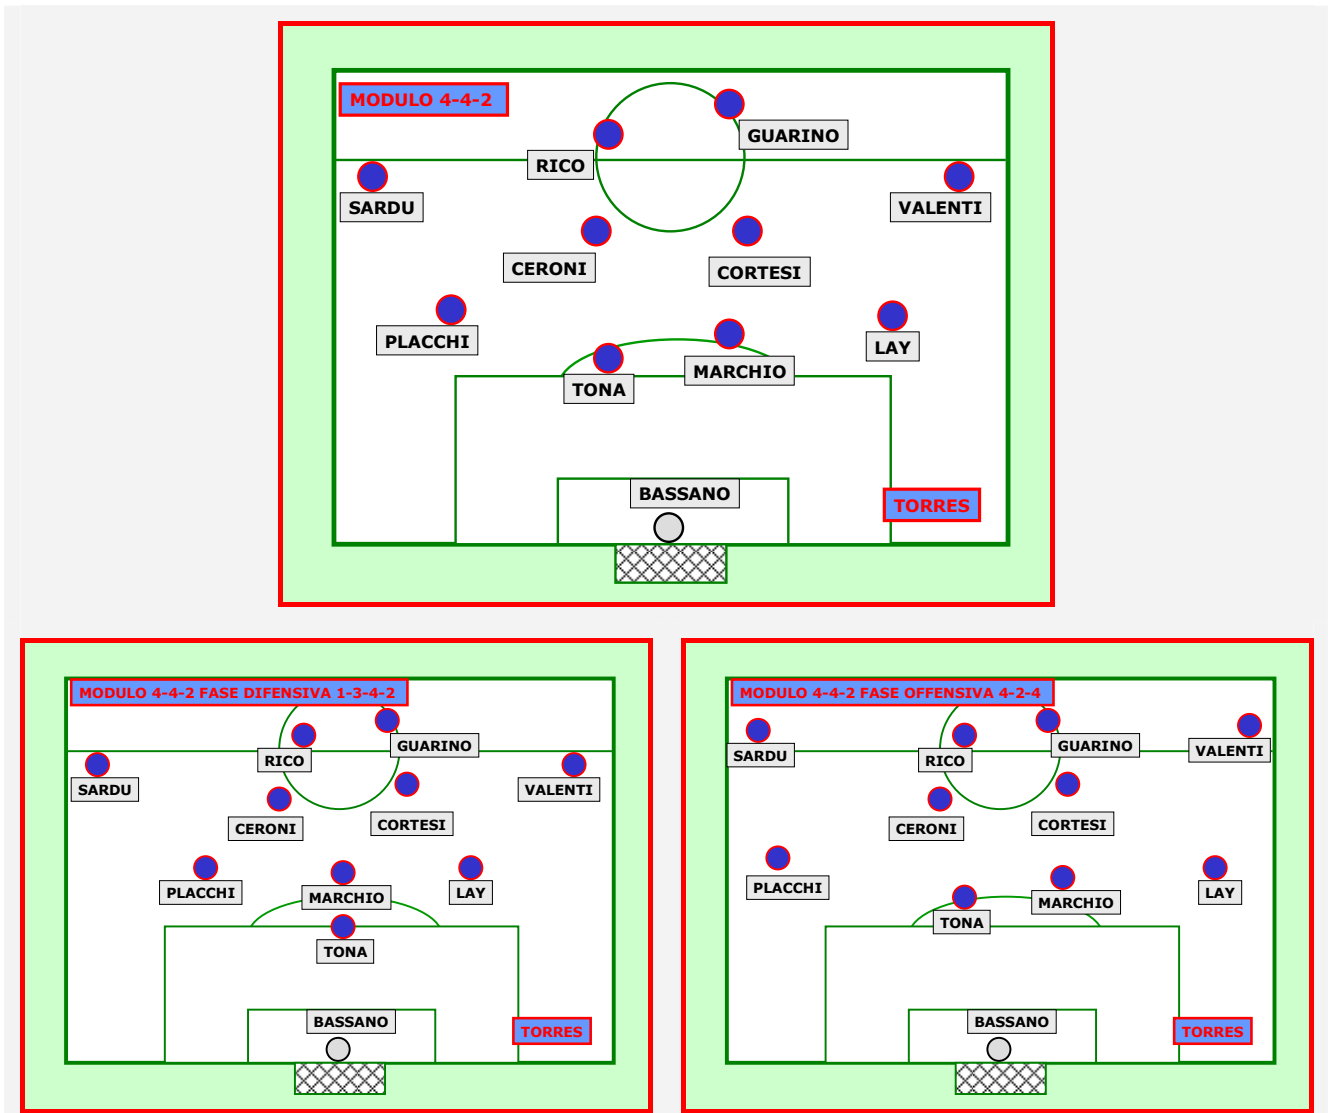 MODULO 4-4-2
GUARINO
RICO
SARDU
VALENTI
CERONI
CORTESI
PLACCHI
LAY
MARCHIO
TONA
BASSANO
TORRES
MODULO 4-4-2 FASE DIFENSIVA 1-3-4-2
GUARINO
RICO
SARDU
VALENTI
CERONI
CORTESI
PLACCHI
MARCHIO
LAY
TONA
BASSANO
TORRES
MODULO 4-4-2 FASE OFFENSIVA 4-2-4
GUARINO
VALENTI
SARDU
RICO
CERONI
CORTESI
PLACCHI
LAY
MARCHIO
TONA
BASSANO
TORRES